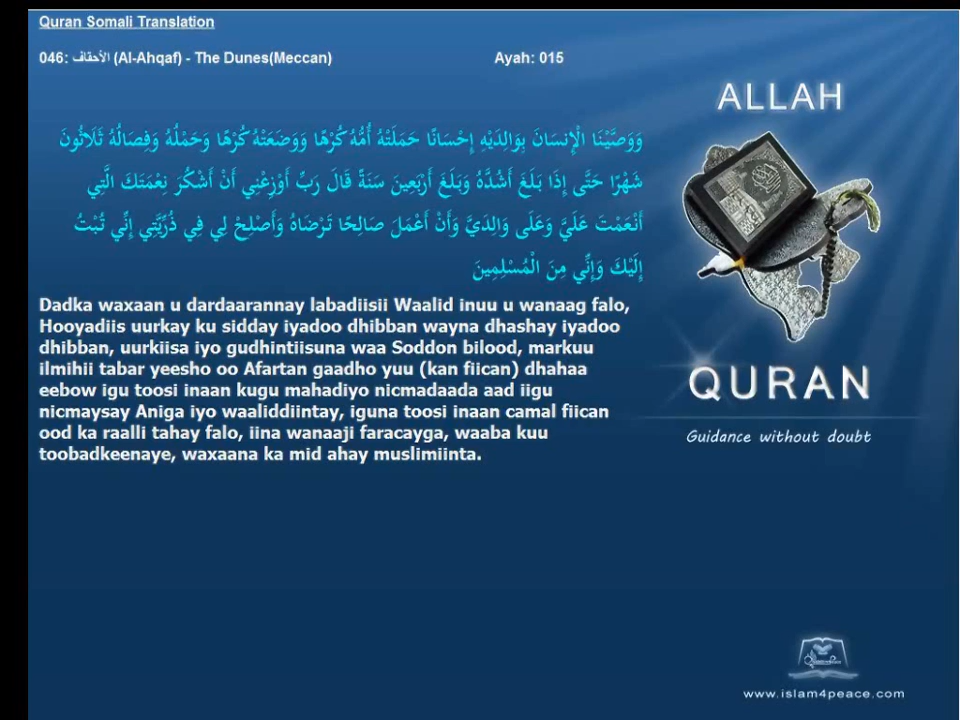 Quran Somali Translation
046: الأحقاف (Al-Ahqaf) - The Dunes(Meccan) Ayah: 015
وَوَصَّيْنَا الْإِنسَانَ بِوَالِدَيْهِ إِحْسَانًا حَمَلَتْهُ أُمُّهُ كُرْهًا وَوَضَعَتْهُ كُرْهًا وَحَمْلُهُ وَفِصَالُهُ ثَلَاثُونَ
شَهْرًا حَتَّى إِذَا بَلَغَ أَشُدَّهُ وَبَلَغَ أَرْبَعِينَ سَنَةً قَالَ رَبِّ أَوْزِعْنِي أَنْ أَشْكُرَ نِعْمَتَكَ الَّتِي
أَنْعَمْتَ عَلَيَّ وَعَلَى وَالِدَيَّ وَأَنْ أَعْمَلَ صَالِحًا تَرْضَاهُ وَأَصْلِحْ لِي فِي ذُرِّيَّتِي إِنِّي تُبْتُ
إِلَيْكَ وَإِنِّي مِنَ الْمُسْلِمِينَ
Dadka waxaan u dardaarannay labadiisii Waalid inuu u wanaag falo,
Hooyadiis uurkay ku sidday iyadoo dhibban wayna dhashay iyadoo
dhibban, uurkiisa iyo gudhintiisuna waa Soddon bilood, markuu
ilmihii tabar yeesho oo Afartan gaadho yuu (kan fiican) dhahaa
eebow igu toosi inaan kugu mahadiyo nicmadaada aad iigu
nicmaysay Aniga iyo waaliddiintay, iguna toosi inaan camal fiican
ood ka raalli tahay falo, iina wanaaji faracayga, waaba kuu
toobadkeenaye, waxaana ka mid ahay muslimiinta.
ALLAH
QURAN
Guidance without doubt
www.islam4peace.com